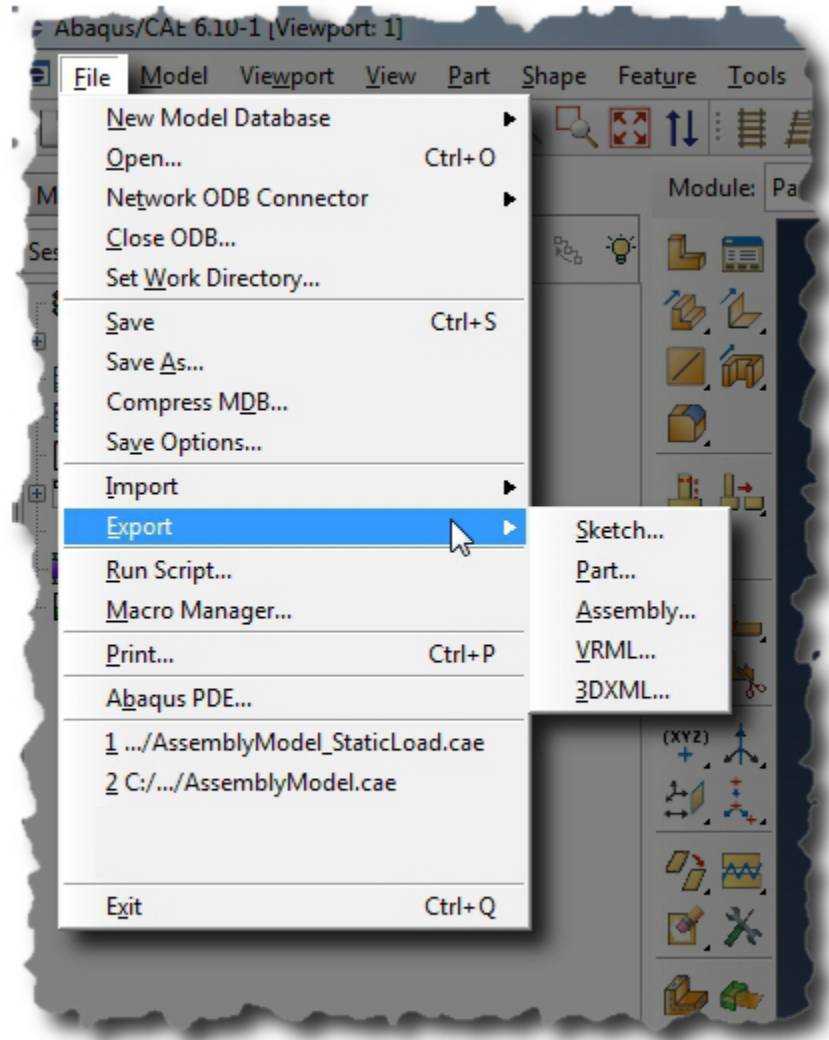 Abaqus/CAE 6.10-1 [Viewport: 1]
File Model Viewport View Part Shape Feature Tools
New Model Database
Open... Ctrl+O
Network ODB Connector
Close ODB...
Set Work Directory...
Save Ctrl+S
Save As...
Compress MDB...
Save Options...
Import
Export
Run Script...
Macro Manager...
Print... Ctrl+P
Abaqus PDE...
1 .../AssemblyModel_StaticLoad.cae
2 C:/.../AssemblyModel.cae
Exit Ctrl+Q
Sketch...
Part...
Assembly...
VRML...
3DXML...
Module:
(XYZ)